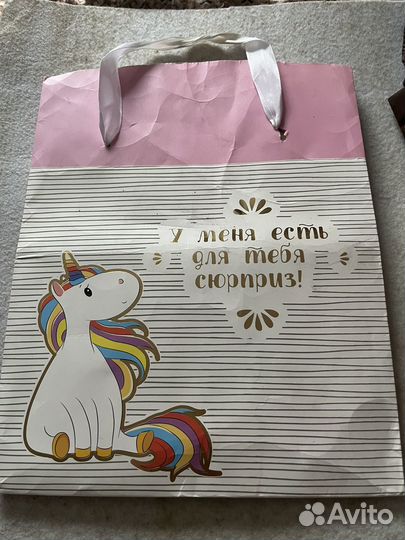 У меня есть
для тебя
сюрприз!
Avito